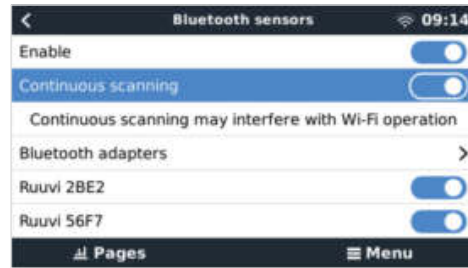 Bluetooth sensors 09:14
Enable
Continuous scanning
Continuous scanning may interfere with Wi-Fi operation
Bluetooth adapters
Ruuvi 2BE2
Ruuvi 56F7
Pages Menu